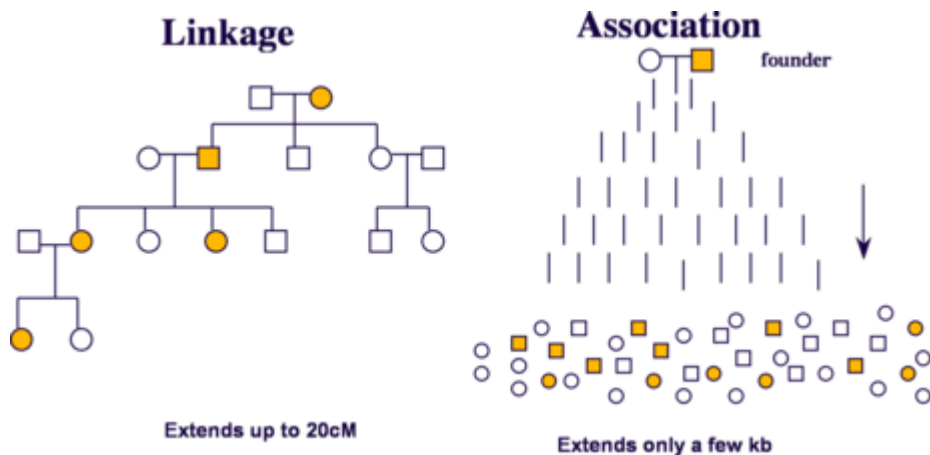 Linkage
Association
founder
Extends up to 20cM
Extends only a few kb